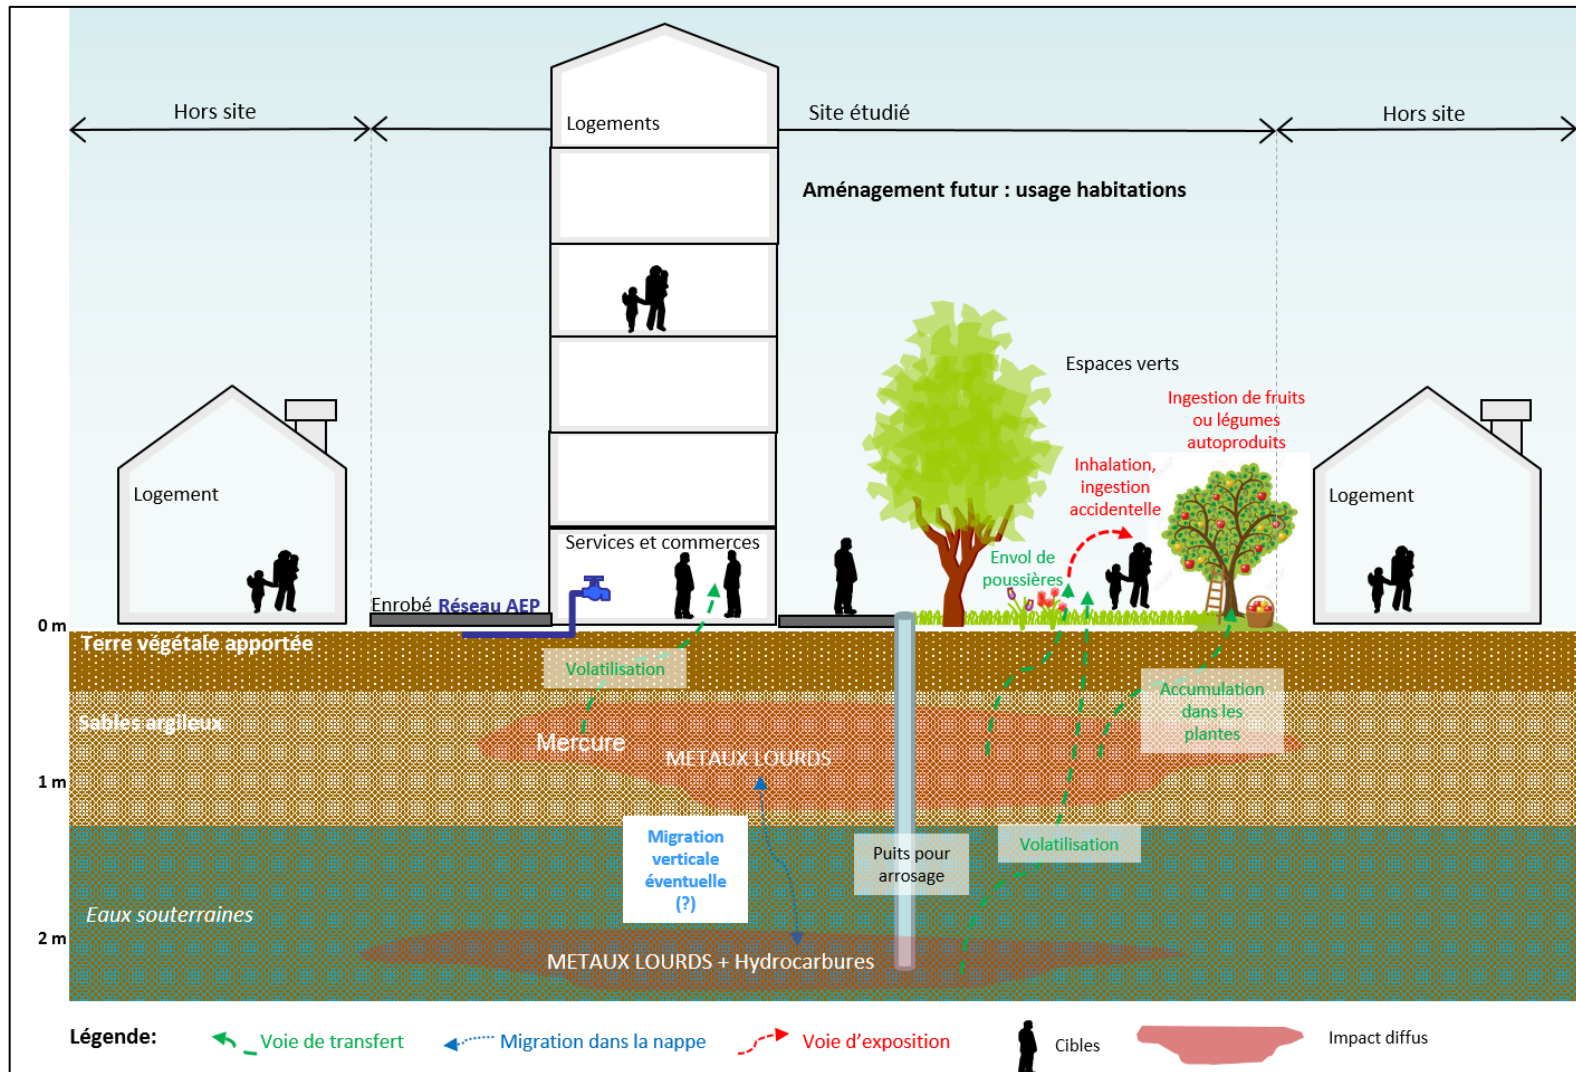 Hors site
Site étudié
Hors site
Logements
Aménagement futur : usage habitations
Espaces verts
Ingestion de fruits
ou légumes
autoproduits
Inhalation,
ingestion
accidentelle
Logement
Logement
Services et commerces
Envol de
poussières
Enrobé
Réseau AEP
0 m
Terre végétale apportée
Volatilisation
Accumulation
dans les
plantes
Sables argileux
Mercure
METAUX LOURDS
1 m
Migration
verticale
éventuelle
(?)
Puits pour
arrosage
Volatilisation
Eaux souterraines
2 m
METAUX LOURDS + Hydrocarbures
Légende:
Voie de transfert
Migration dans la nappe
Voie d’exposition
Cibles
Impact diffus